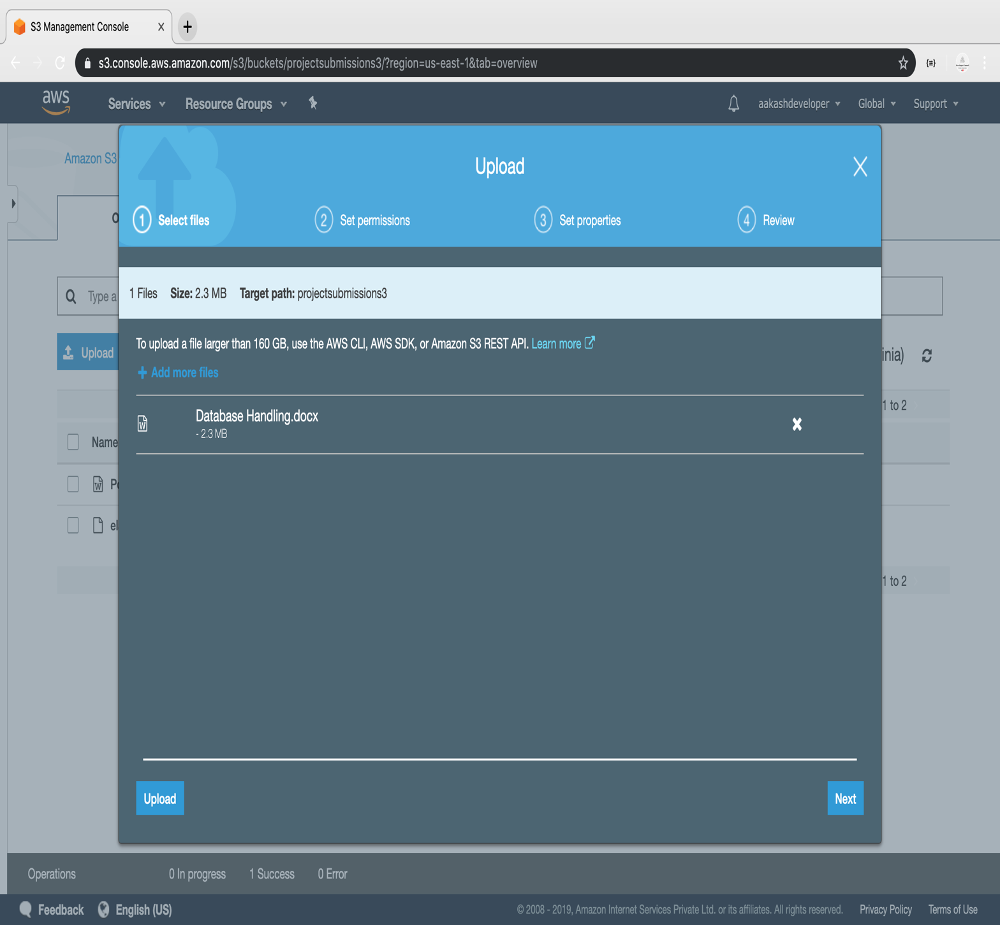 S3 Management Console
s3.console.aws.amazon.com/s3/buckets/projectsubmissions3/?region=us-east-1&tab=overview
aws Services Resource Groups aakashdeveloper Global Support
Amazon S3
Upload
X
1 Select files 2 Set permissions 3 Set properties 4 Review
O
1 Files Size: 2.3 MB Target path: projectsubmissions3
Type a
To upload a file larger than 160 GB, use the AWS CLI, AWS SDK, or Amazon S3 REST API. Learn more
Upload
inia)
+ Add more files
1 to 2
Database Handling.docx
- 2.3 MB
Name
Po
el
1 to 2
Upload Next
Operations 0 In progress 1 Success 0 Error
Feedback English (US) © 2008 - 2019, Amazon Internet Services Private Ltd. or its affiliates. All rights reserved. Privacy Policy Terms of Use